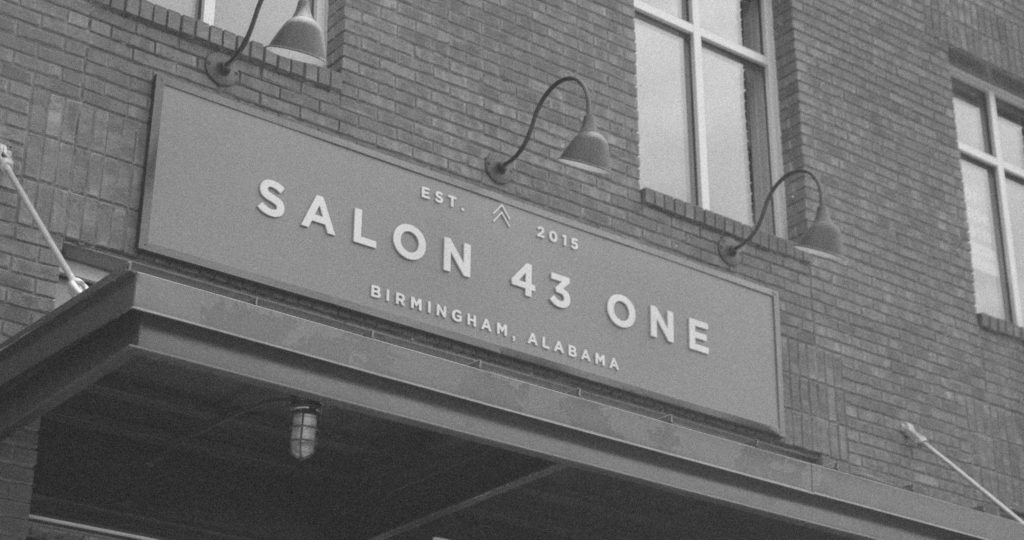 EST. 2015
SALON 43 ONE
BIRMINGHAM, ALABAMA